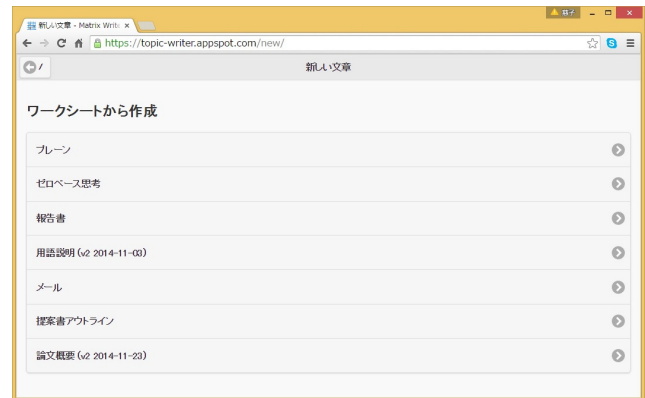 新しい文章 - Matrix Write
https://topic-writer.appspot.com/new/
/
新しい文章
ワークシートから作成
プレーン
ゼロベース思考
報告書
用語説明 (v2 2014-11-03)
メール
提案書アウトライン
論文概要 (v2 2014-11-23)